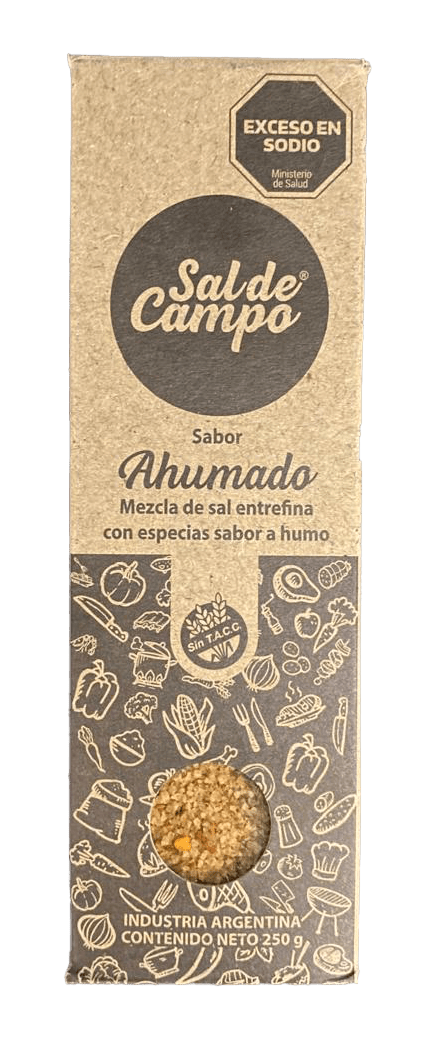 EXCESO EN
SODIO
Ministerio
de Salud
Sal de
Campo®
Sabor
Ahumado
Mezcla de sal entrefina
con especias sabor a humo
Sin T.A.C.C
INDUSTRIA ARGENTINA
CONTENIDO NETO 250 g